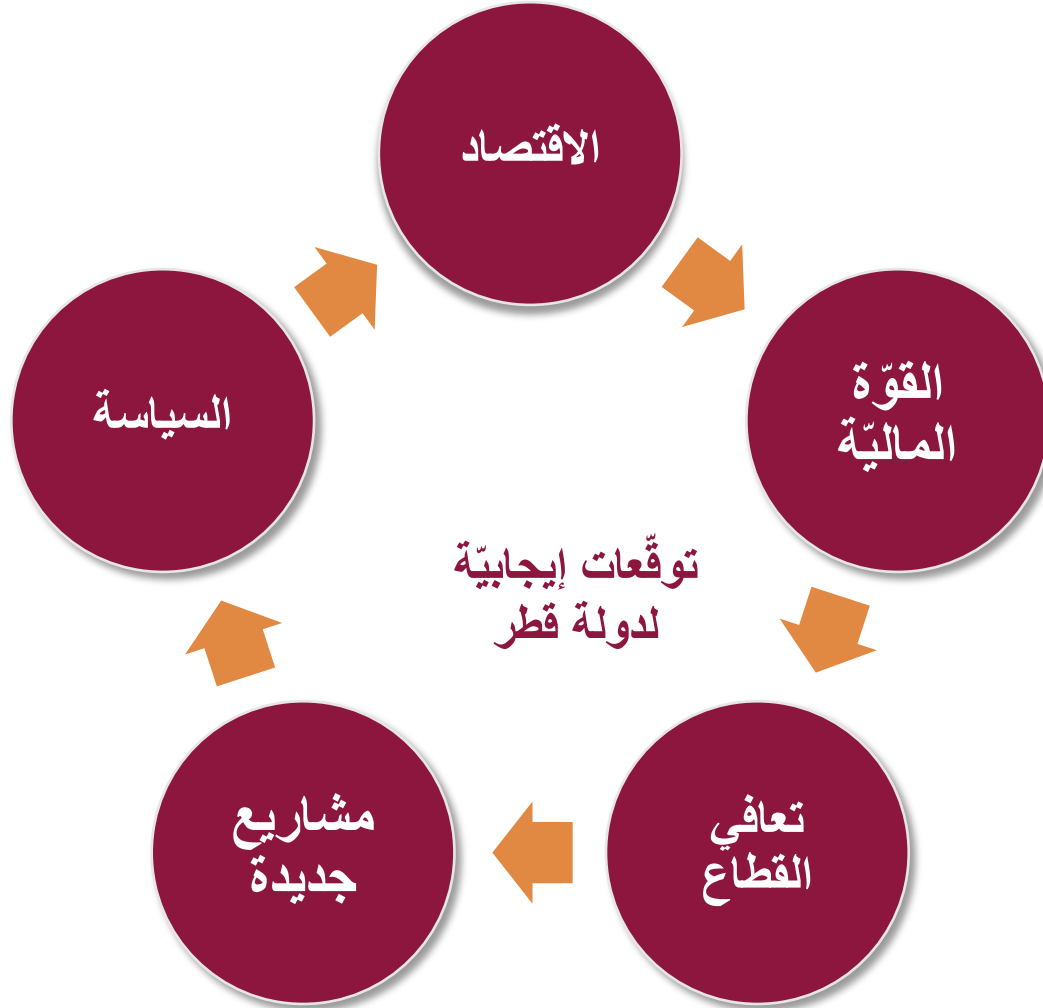 الاقتصاد
القوّة
الماليّة
تعافي
القطاع
مشاريع
جديدة
السياسة
توقّعات إيجابيّة
لدولة قطر